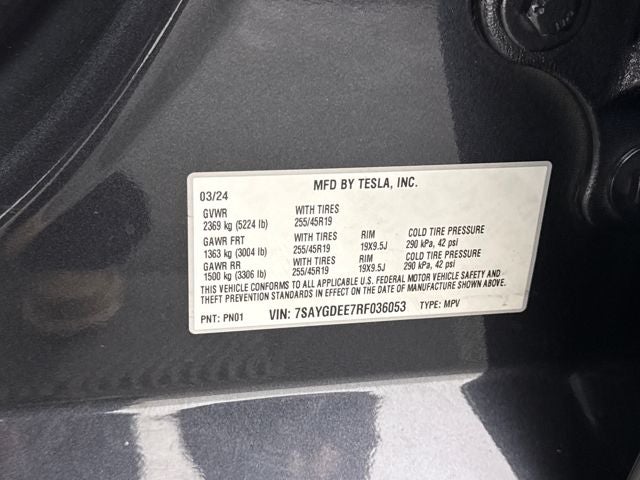 MFD BY TESLA, INC.
03/24
GVWR WITH TIRES
2369 kg (5224 lb) 255/45R19
GAWR FRT WITH TIRES RIM COLD TIRE PRESSURE
1363 kg (3004 lb) 255/45R19 19X9.5J 290 kPa, 42 psi
GAWR RR WITH TIRES RIM COLD TIRE PRESSURE
1500 kg (3306 lb) 255/45R19 19X9.5J 290 kPa, 42 psi
THIS VEHICLE CONFORMS TO ALL APPLICABLE U.S. FEDERAL MOTOR VEHICLE SAFETY AND
THEFT PREVENTION STANDARDS IN EFFECT ON THE DATE OF MANUFACTURE SHOWN ABOVE.
PNT: PN01 VIN: 7SAYGDEE7RF036053 TYPE: MPV